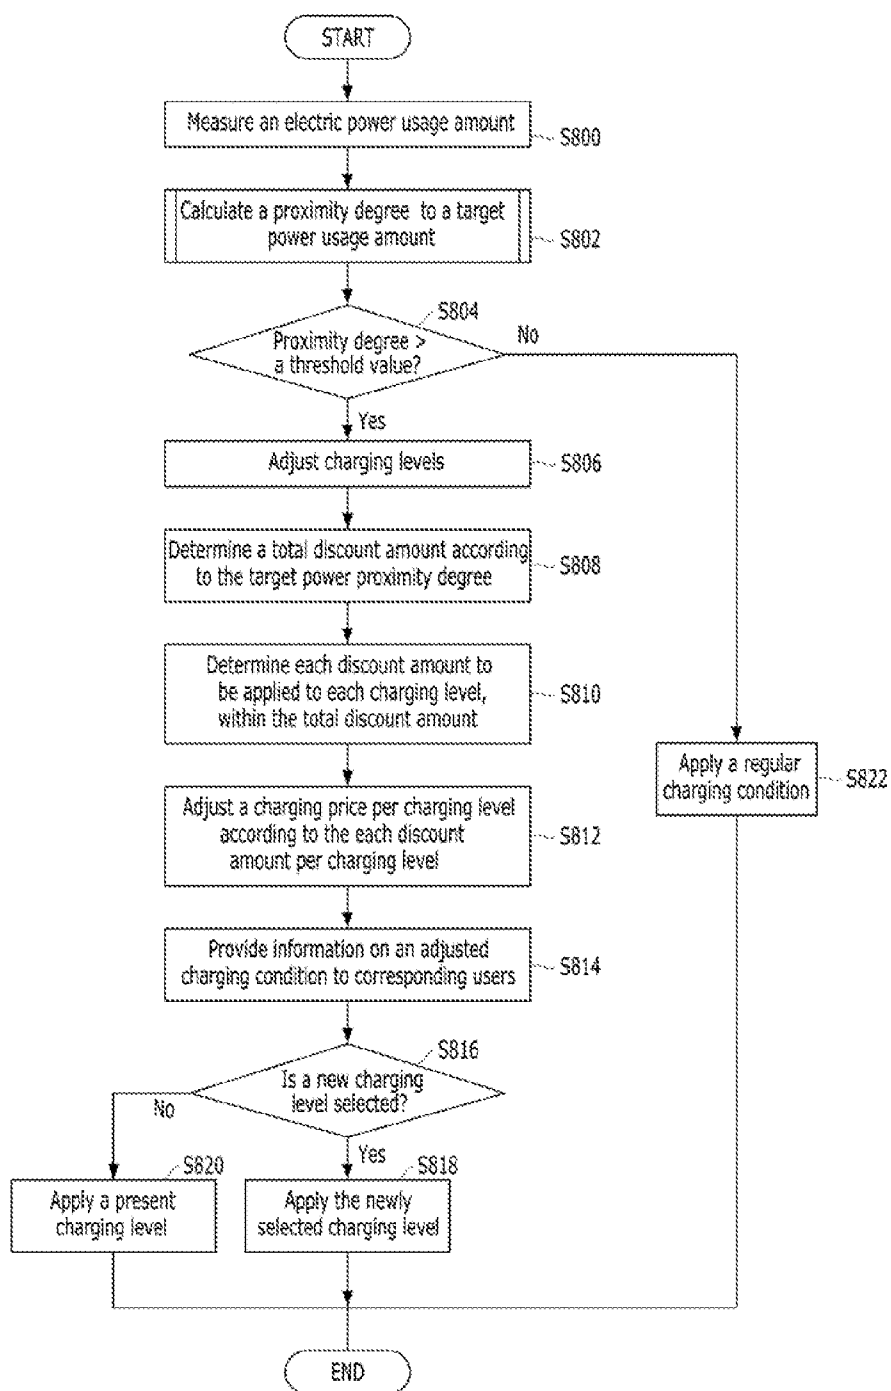 START
Measure an electric power usage amount
S800
Calculate a proximity degree to a target
power usage amount
S802
S804
Proximity degree >
a threshold value?
No
Yes
Adjust charging levels
S806
Determine a total discount amount according
to the target power proximity degree
S808
Determine each discount amount to
be applied to each charging level,
within the total discount amount
S810
Apply a regular
charging condition
S822
Adjust a charging price per charging level
according to the each discount
amount per charging level
S812
Provide information on an adjusted
charging condition to corresponding users
S814
S816
Is a new charging
level selected?
No
Yes
S820
S818
Apply a present
charging level
Apply the newly
selected charging level
END